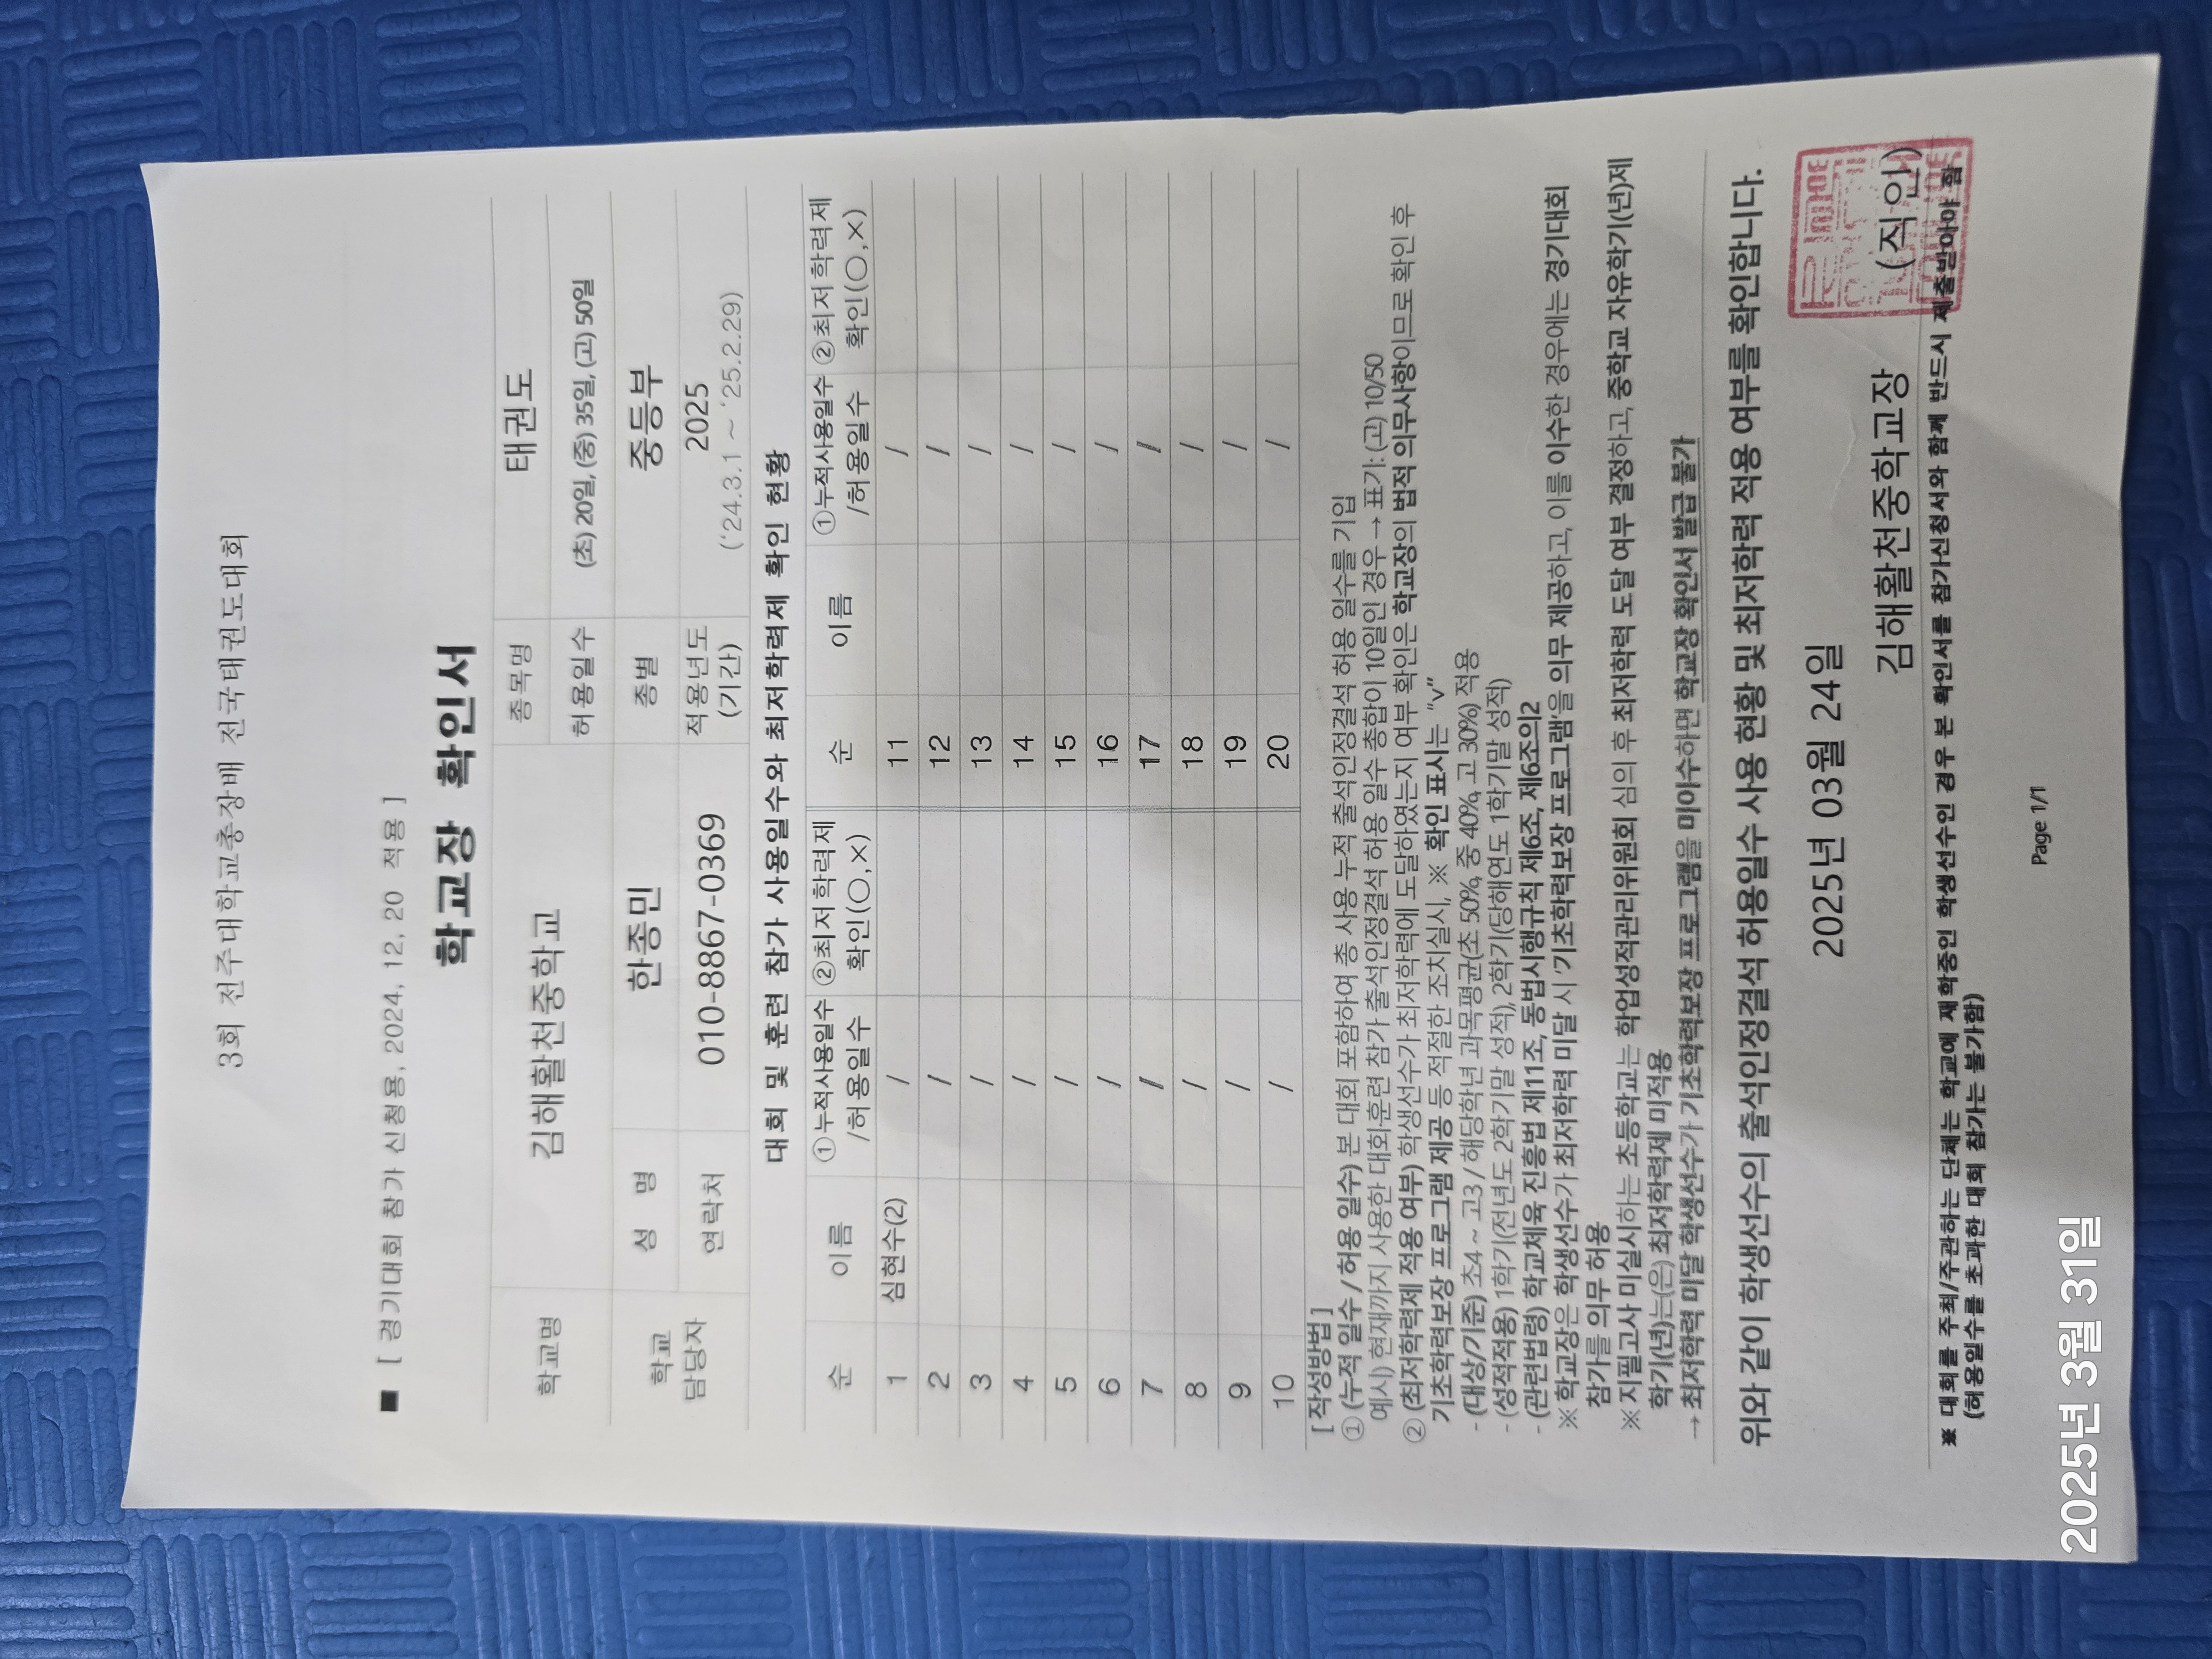 3회 전주대학교총장배 전국태권도대회
■ [ 경기대회 참가 신청용, 2024, 12, 20 적용 ]
학교장 확인서
학교명 김해활천중학교 종목명 태권도
허용일수 (초) 20일, (중) 35일, (고) 50일
학교 담당자 성 명 한종민 종별 중등부
연락처 010-8867-0369 적용년도 (기간) 2025 ('24.3.1 ~ '25.2.29)
대회 및 훈련 참가 사용일수와 최저학력제 확인 현황
순 이름 ①누적사용일수 /허용일수 ②최저학력제 확인(○,×) 순 이름 ①누적사용일수 /허용일수 ②최저학력제 확인(○,×)
1 심현수(2) / 11 /
2 / 12 /
3 / 13 /
4 / 14 /
5 / 15 /
6 / 16 /
7 / 17 /
8 / 18 /
9 / 19 /
10 / 20 /
[ 작성방법 ]
① (누적 일수 / 허용 일수) 본 대회 포함하여 총 사용 누적 출석인정결석 허용 일수를 기입
예시) 현재까지 사용한 대회훈련 참가 출석인정결석 허용 일수 총합이 10일인 경우 → 표기: (고) 10/50
② (최저학력제 적용 여부) 학생선수가 최저학력에 도달하였는지 여부 확인은 학교장의 법적 의무사항이므로 확인 후
기초학력보장 프로그램 제공 등 적절한 조치실시, ※ 확인 표시는 "v"
- (대상/기준) 초4 ~ 고3 / 해당학년 과목평균(초 50%, 중 40%, 고 30%) 적용
- (성적적용) 1학기(전년도 2학기말 성적), 2학기(당해연도 1학기말 성적)
- (관련법령) 학교체육 진흥법 제11조, 동법시행규칙 제6조, 제6조의2
※ 학교장은 학생선수가 최저학력 미달 시 '기초학력보장 프로그램'을 의무 제공하고, 이를 이수한 경우에는 경기대회
참가를 의무 허용
※ 지필고사 미실시하는 초등학교는 학업성적관리위원회 심의 후 최저학력 도달 여부 결정하고, 중학교 자유학기(년)제
학기(년)는(은) 최저학력제 미적용
→ 최저학력 미달 학생선수가 기초학력보장 프로그램을 미이수하면 학교장 확인서 발급 불가
위와 같이 학생선수의 출석인정결석 허용일수 사용 현황 및 최저학력 적용 여부를 확인합니다.
2025년 03월 24일
김해활천중학교장 (직인)
※ 대회를 주최/주관하는 단체는 학교에 재학중인 학생선수인 경우 본 확인서를 참가신청서와 함께 반드시 제출받아야 함
(허용일수를 초과한 대회 참가는 불가함)
Page 1/1
2025년 3월 31일